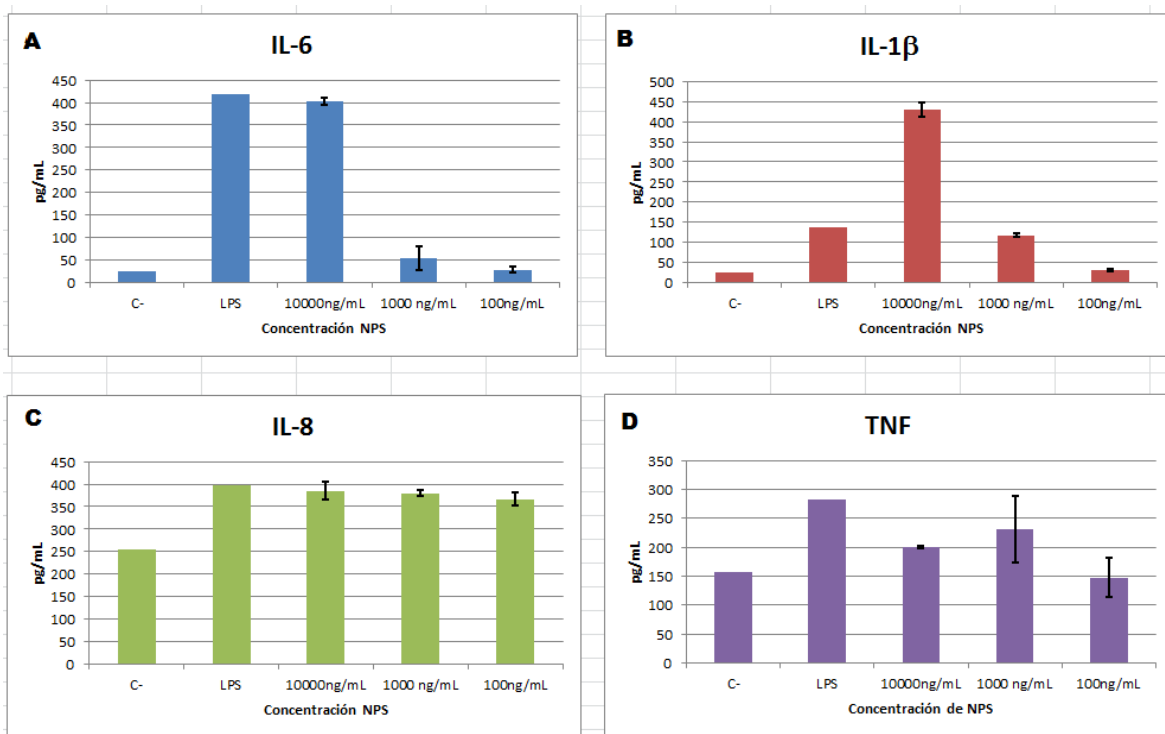 A
IL-6
pg/mL
450
400
350
300
250
200
150
100
50
0
C-
LPS
10000ng/mL
1000 ng/mL
100ng/mL
Concentración NPS
B
IL-1β
pg/mL
500
450
400
350
300
250
200
150
100
50
0
C-
LPS
10000ng/mL
1000 ng/mL
100ng/mL
Concentración NPS
C
IL-8
pg/mL
450
400
350
300
250
200
150
100
50
0
C-
LPS
10000ng/mL
1000 ng/mL
100ng/mL
Concentración NPS
D
TNF
pg/mL
350
300
250
200
150
100
50
0
C-
LPS
10000ng/mL
1000 ng/mL
100ng/mL
Concentración de NPS